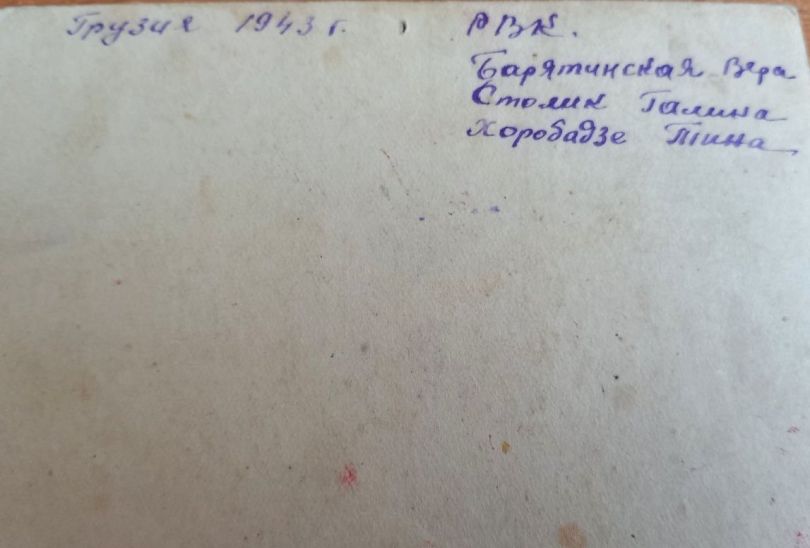 Грузия 1943 г.
РВК.
Барятинская Вера
Столик Галина
Хоробадзе Тина